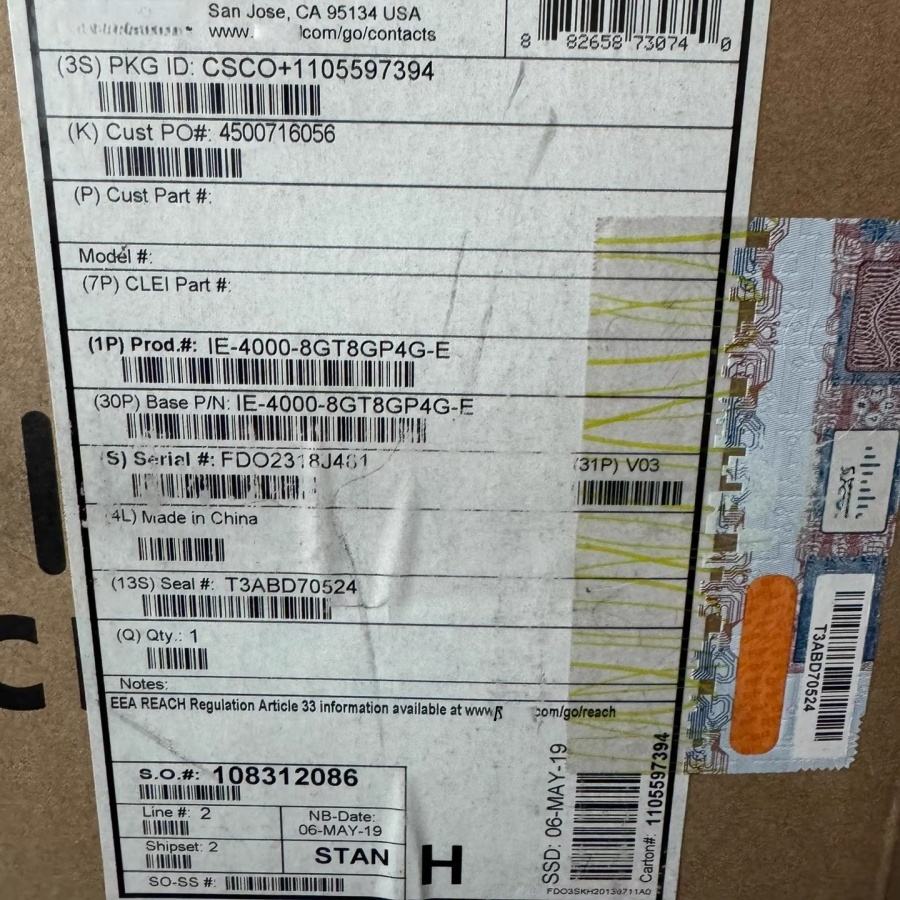 San Jose, CA 95134 USA
www. com/go/contacts
8 82658 73074 0
(3S) PKG ID: CSCO+1105597394
(K) Cust PO#: 4500716056
(P) Cust Part #:
Model #:
(7P) CLEI Part #:
(1P) Prod.#: IE-4000-8GT8GP4G-E
(30P) Base P/N: IE-4000-8GT8GP4G-E
(S) Serial #: FDO2318J481
(31P) V03
4L) Made in China
(13S) Seal #: T3ABD70524
(Q) Qty.: 1
Notes:
EEA REACH Regulation Article 33 information available at www. com/go/reach
S.O.#: 108312086
Line #: 2
NB-Date:
06-MAY-19
Shipset: 2
STAN
SO-SS #:
H
SSD: 06-MAY-19
Carton#: 1105597394
T3ABD70524